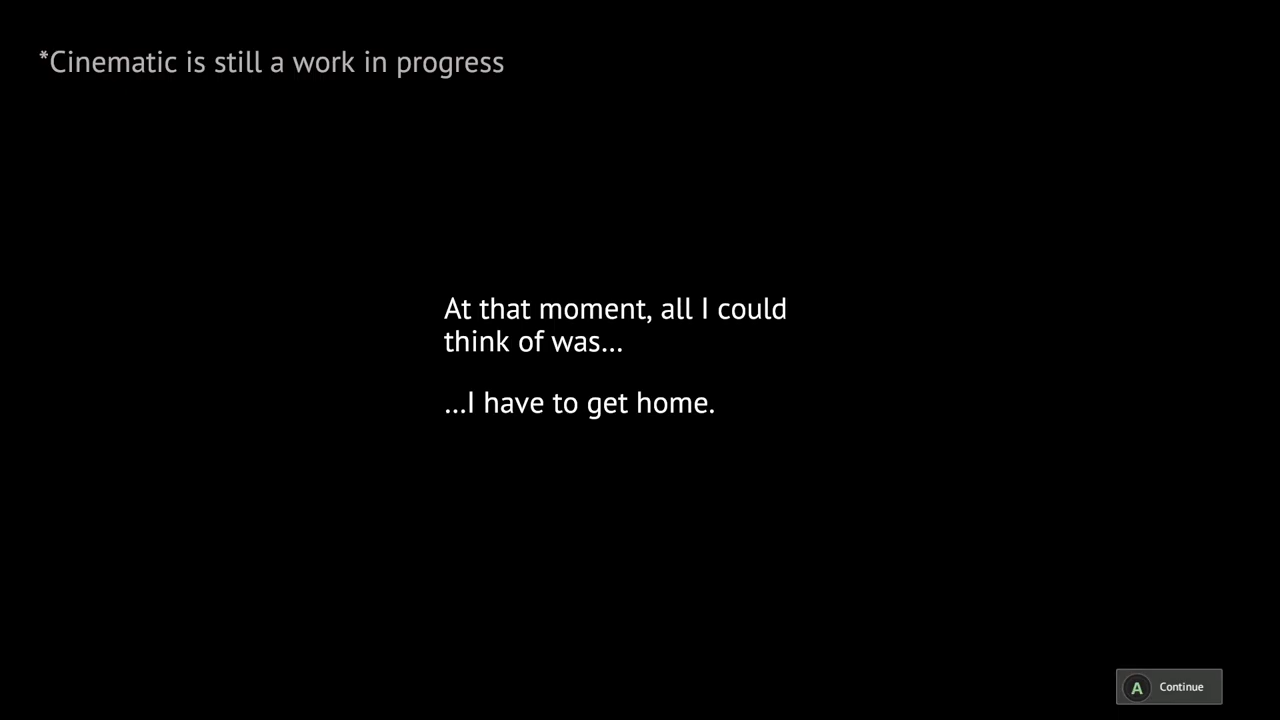 *Cinematic is still a work in progress
At that moment, all I could
think of was...
...I have to get home.
A Continue